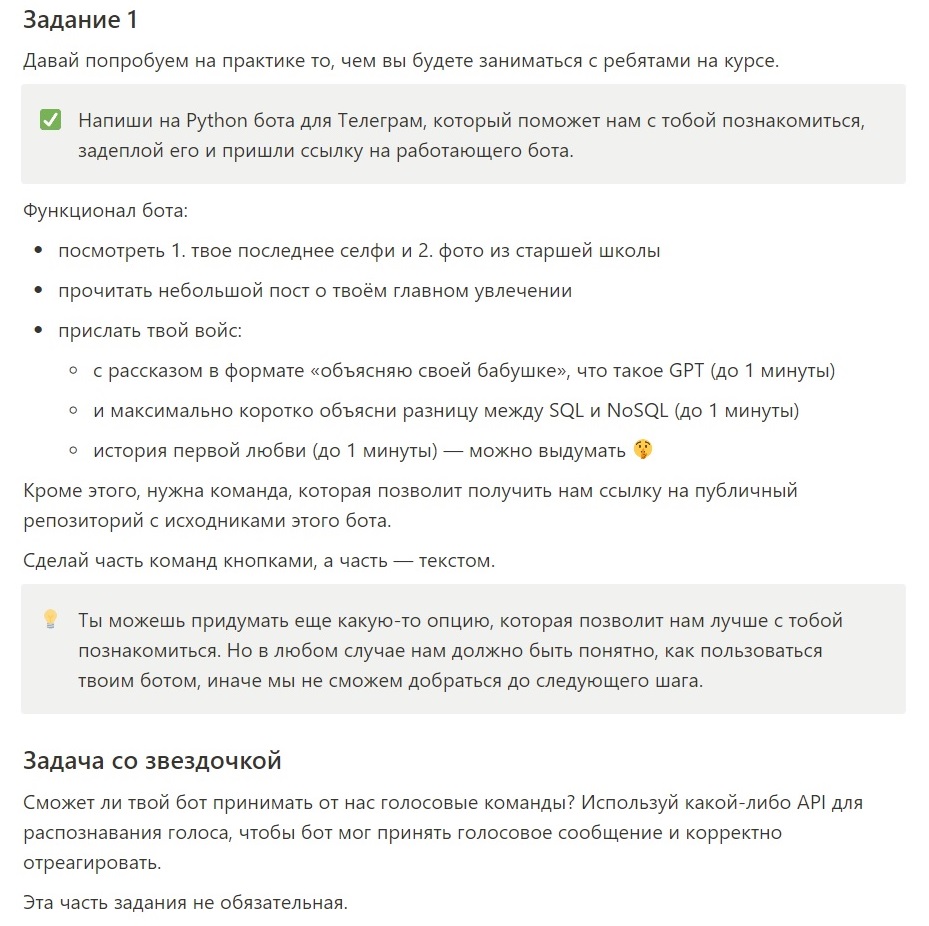 Задание 1
Давай попробуем на практике то, чем вы будете заниматься с ребятами на курсе.
✅ Напиши на Python бота для Телеграм, который поможет нам с тобой познакомиться,
задеплой его и пришли ссылку на работающего бота.
Функционал бота:
• посмотреть 1. твое последнее селфи и 2. фото из старшей школы
• прочитать небольшой пост о твоём главном увлечении
• прислать твой войс:
◦ с рассказом в формате «объясняю своей бабушке», что такое GPT (до 1 минуты)
◦ и максимально коротко объясни разницу между SQL и NoSQL (до 1 минуты)
◦ история первой любви (до 1 минуты) — можно выдумать 🤫
Кроме этого, нужна команда, которая позволит получить нам ссылку на публичный
репозиторий с исходниками этого бота.
Сделай часть команд кнопками, а часть — текстом.
💡 Ты можешь придумать еще какую-то опцию, которая позволит нам лучше с тобой
познакомиться. Но в любом случае нам должно быть понятно, как пользоваться
твоим ботом, иначе мы не сможем добраться до следующего шага.
Задача со звездочкой
Сможет ли твой бот принимать от нас голосовые команды? Используй какой-либо API для
распознавания голоса, чтобы бот мог принять голосовое сообщение и корректно
отреагировать.
Эта часть задания не обязательная.